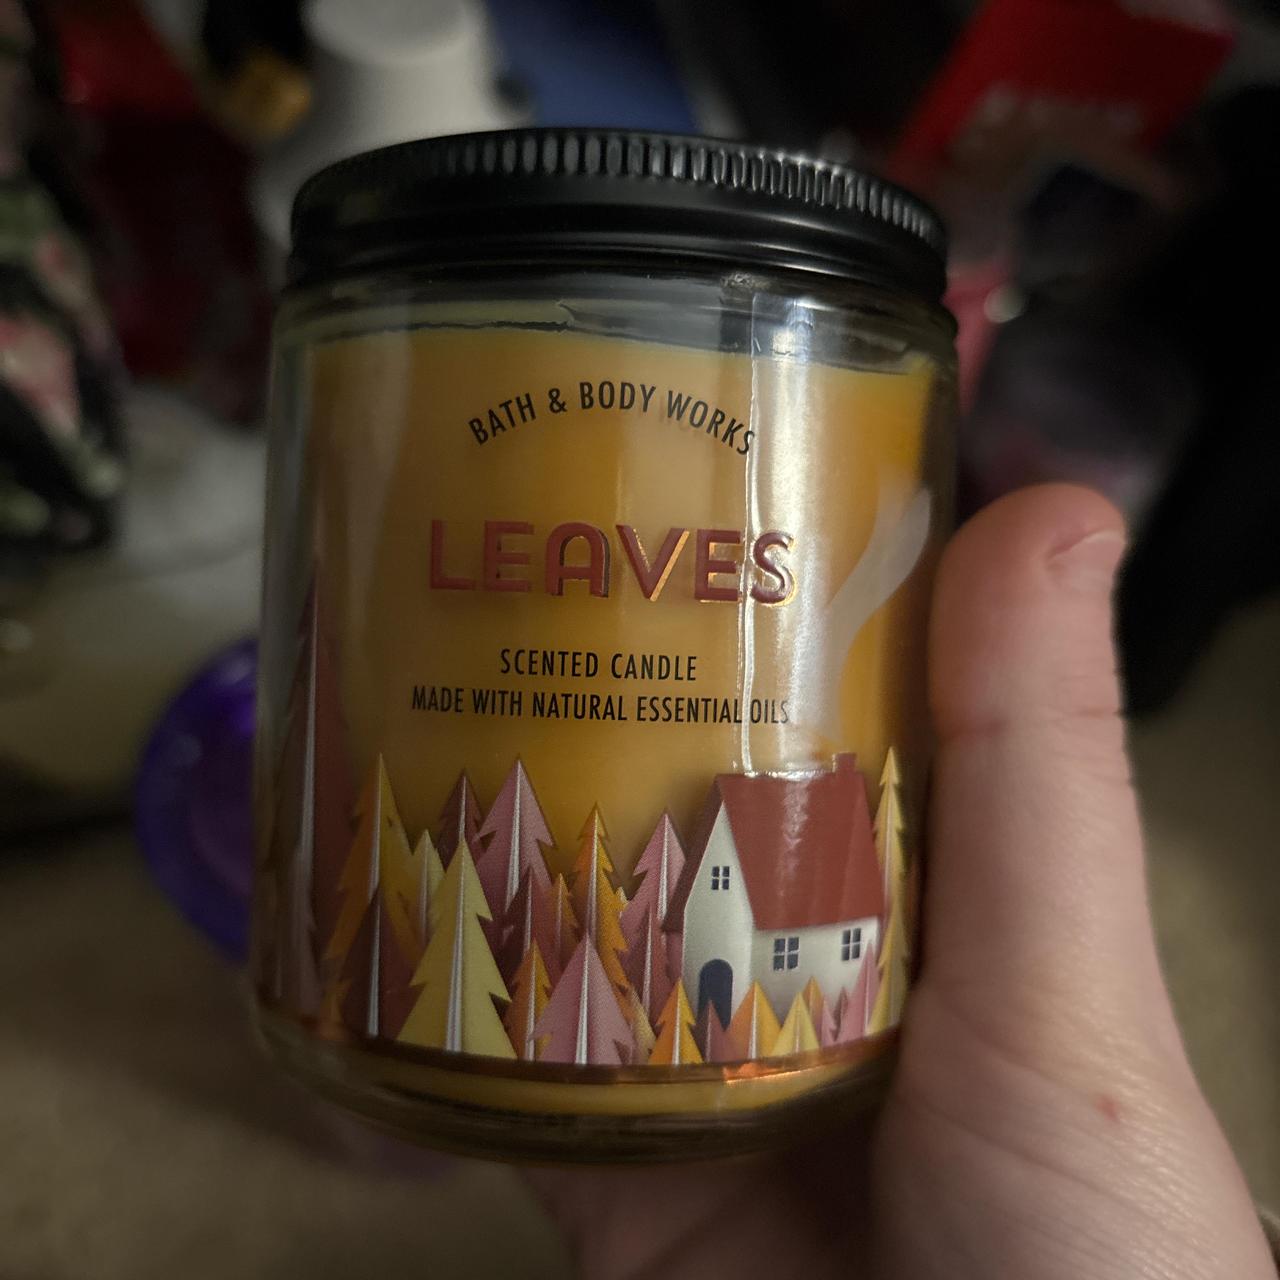 BATH & BODY WORKS
LEAVES
SCENTED CANDLE
MADE WITH NATURAL ESSENTIAL OILS